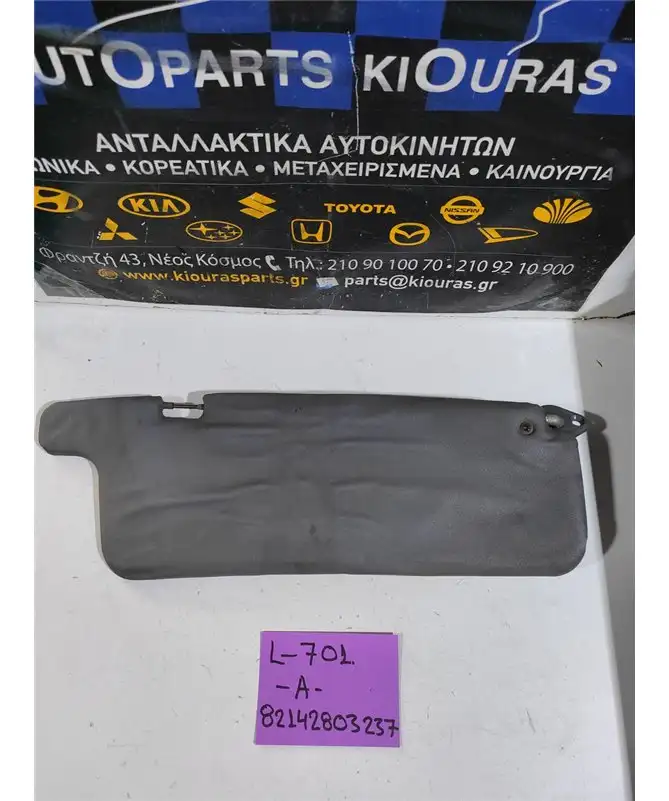 UTOPARTS KIOURAS
ΑΝΤΑΛΛΑΚΤΙΚΑ ΑΥΤΟΚΙΝΗΤΩΝ
ΩΝΙΚΑ • ΚΟΡΕΑΤΙΚΑ • ΜΕΤΑΧΕΙΡΙΣΜΕΝΑ • ΚΑΙΝΟΥΡΓΙΑ
KIA
TOYOTA
NISSAN
Φραντζή 43, Νέος Κόσμος Τηλ.: 210 90 100 70 • 210 92 10 900
www.kiourasparts.gr parts@kiouras.gr
L-701
-A-
82142803237